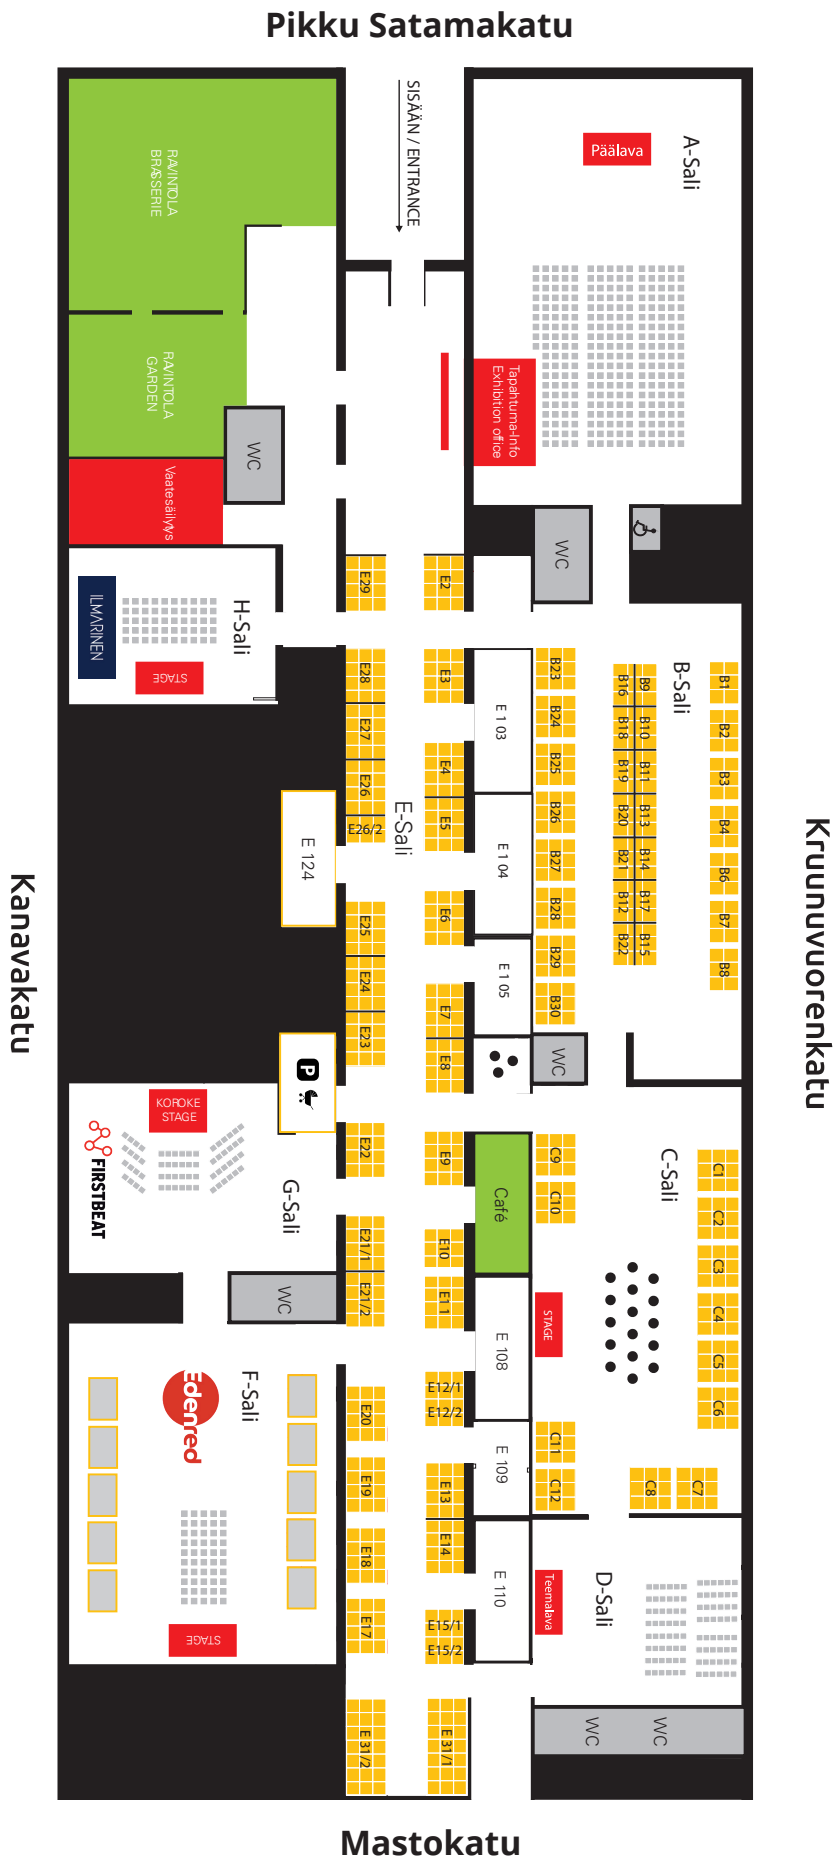 Pikku Satamakatu
SISÄÄN / ENTRANCE
RAVINTOLA
BRASSERIE
RAVINTOLA
GARDEN
WC
Vaatesäilytys
Päälava
A-Sali
Tapahtuma-Info
Exhibition office
WC
H-Sali
ILMARINEN
STAGE
E29
E28
E27
E26
E26/2
E25
E24
E23
E22
E21/1
E21/2
E20
E19
E18
E17
E 31/2
E-Sali
E2
E3
E4
E5
E6
E7
E8
E9
E10
E11
E12/1
E12/2
E13
E14
E15/1
E15/2
E 31/1
E 103
E 104
E 105
Café
E 108
E 109
E 110
E 124
P
B-Sali
B23
B24
B25
B26
B27
B28
B29
B30
B16
B18
B19
B20
B21
B12
B22
B9
B10
B11
B13
B14
B17
B15
B1
B2
B3
B4
B6
B7
B8
WC
C-Sali
C9
C10
STAGE
C11
C12
C1
C2
C3
C4
C5
C6
C7
C8
D-Sali
Teemalava
WC
WC
KOROKE
STAGE
FIRSTBEAT
G-Sali
WC
F-Sali
Edenred
STAGE
Kanavakatu
Kruunuvuorenkatu
Mastokatu